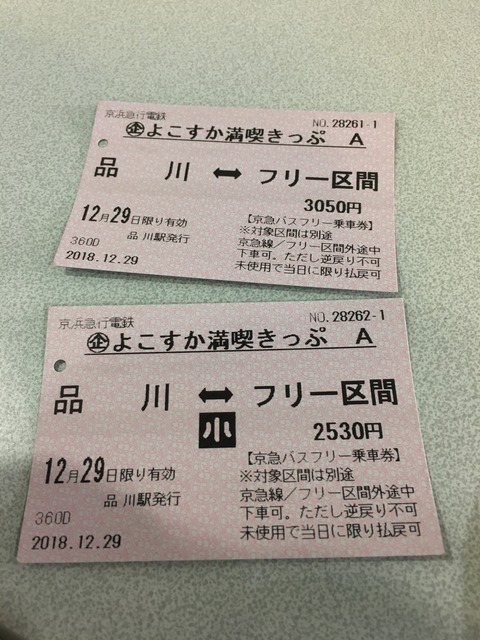 京浜急行電鉄 NO. 28261-1
企よこすか満喫きっぷ A
品川 ↔ フリー区間
3050円
12月29日限り有効 【京急バスフリー乗車券】
品川駅発行 ※対象区間は別途
360D 京急線/フリー区間外途中
2018.12.29 下車可。ただし逆戻り不可
未使用で当日に限り払戻可
京浜急行電鉄 NO. 28262-1
企よこすか満喫きっぷ A
品川 ↔ フリー区間
小 2530円
12月29日限り有効 【京急バスフリー乗車券】
品川駅発行 ※対象区間は別途
360D 京急線/フリー区間外途中
2018.12.29 下車可。ただし逆戻り不可
未使用で当日に限り払戻可